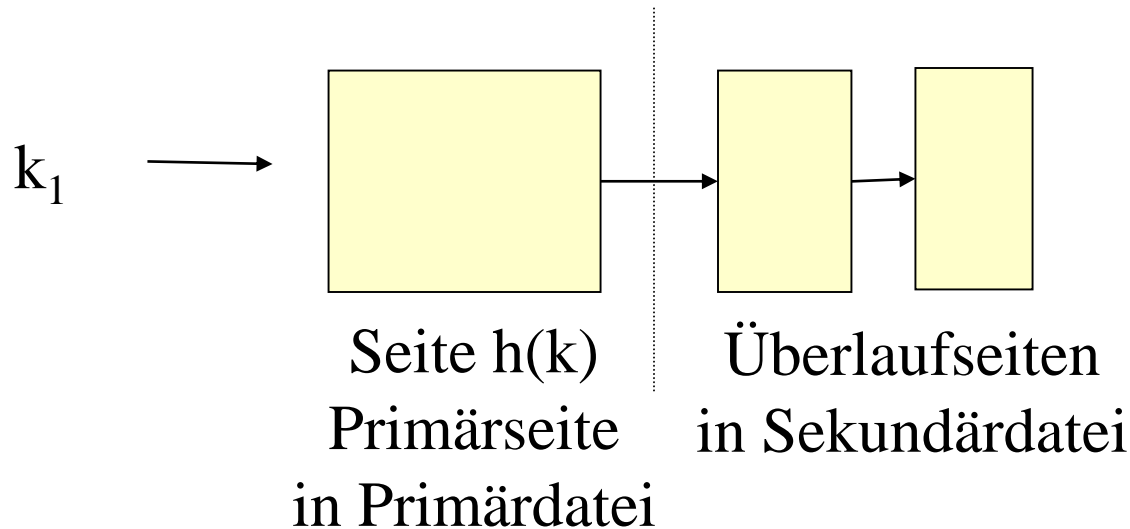 k₁
Seite h(k)
Primärseite
in Primärdatei
Überlaufseiten
in Sekundärdatei